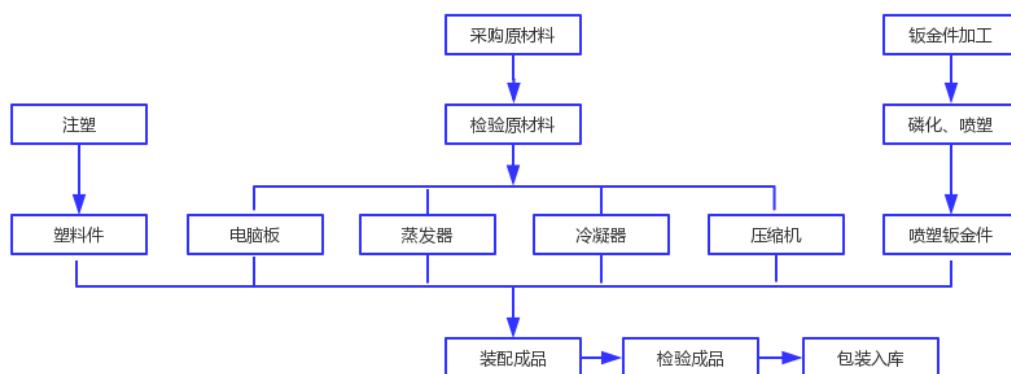 采购原材料
钣金件加工
注塑
检验原材料
磷化、喷塑
塑料件
电脑板
蒸发器
冷凝器
压缩机
喷塑钣金件
装配成品
检验成品
包装入库